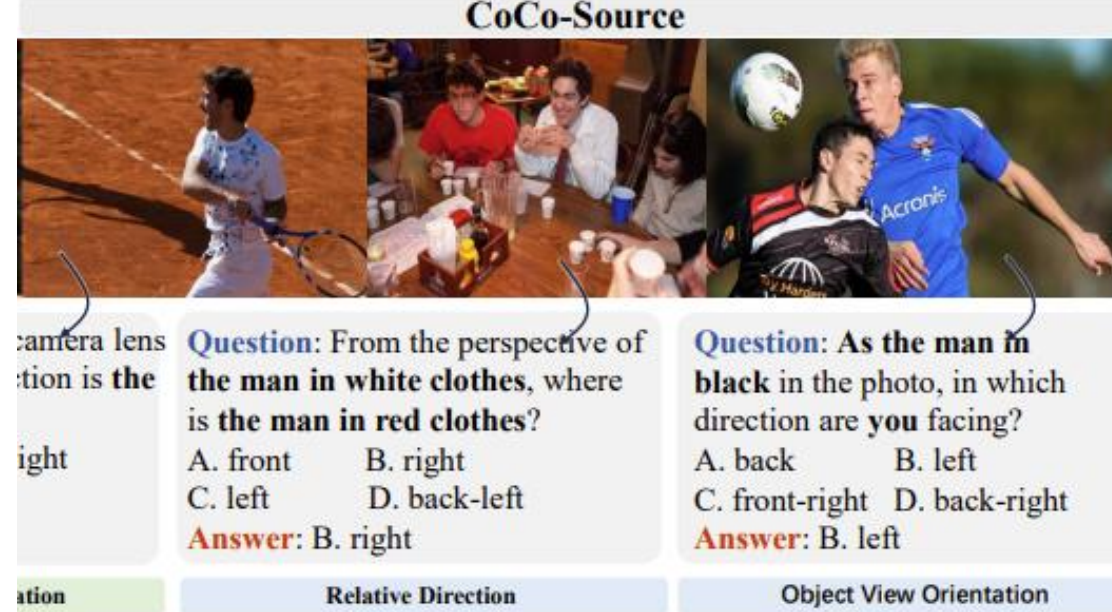 CoCo-Source
Acronis
camera lens
ction is the
ight
Question: From the perspective of
the man in white clothes, where
is the man in red clothes?
A. front B. right
C. left D. back-left
Answer: B. right
Question: As the man in
black in the photo, in which
direction are you facing?
A. back B. left
C. front-right D. back-right
Answer: B. left
ation
Relative Direction
Object View Orientation